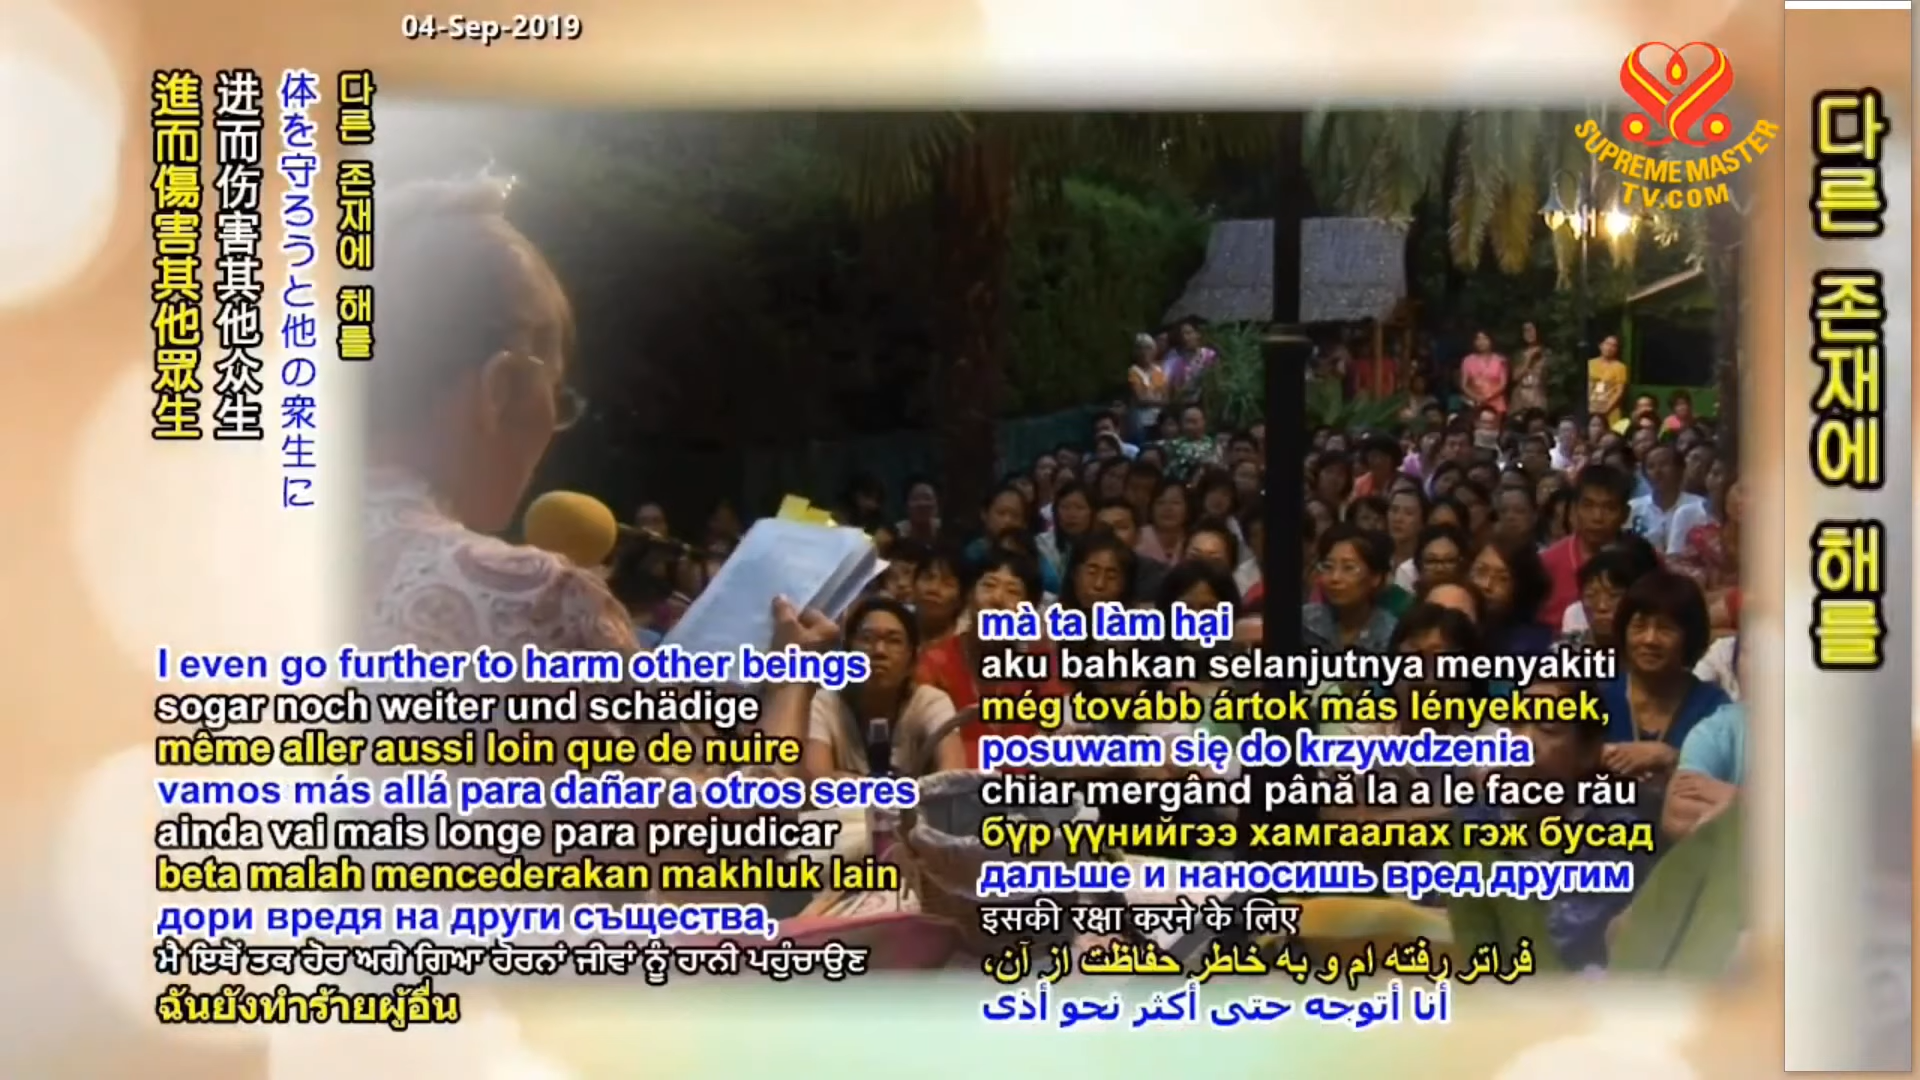 04-Sep-2019
進而傷害其他眾生
进而伤害其他众生
体を守ろうと他の衆生に
다른 존재에 해를
SUPREME MASTER
TV.COM
다른 존재에 해를
I even go further to harm other beings
sogar noch weiter und schädige
même aller aussi loin que de nuire
vamos más allá para dañar a otros seres
ainda vai mais longe para prejudicar
beta malah mencederakan makhluk lain
дори вредя на други същества,
ਮੈ ਇਥੋਂ ਤਕ ਹੋਰ ਅਗੇ ਗਿਆ ਹੋਰਨਾਂ ਜੀਵਾਂ ਨੂੰ ਹਾਨੀ ਪਹੁੰਚਾਉਣ
ฉันยังทำร้ายผู้อื่น
mà ta làm hại
aku bahkan selanjutnya menyakiti
még tovább ártok más lényeknek,
posuwam się do krzywdzenia
chiar mergând până la a le face rău
бүр үүнийгээ хамгаалах гэж бусад
дальше и наносишь вред другим
इसकी रक्षा करने के लिए
فراتر رفته ام و به خاطر حفاظت از آن،
أنا أتوجه حتى أكثر نحو أذى